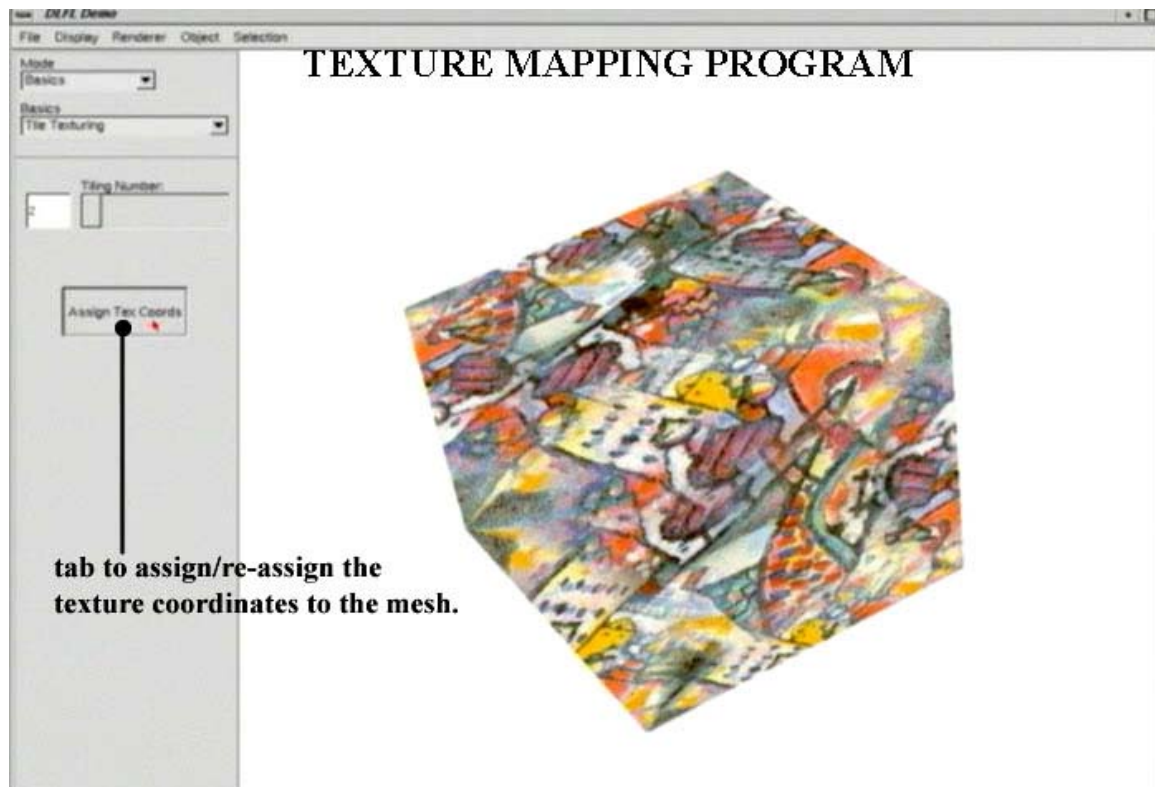 DLFL Demo
File Display Renderer Object Selection
TEXTURE MAPPING PROGRAM
Mode
Basics
Basics
Tile Texturing
Tiling Number:
2
Assign Tex Coords
tab to assign/re-assign the
texture coordinates to the mesh.